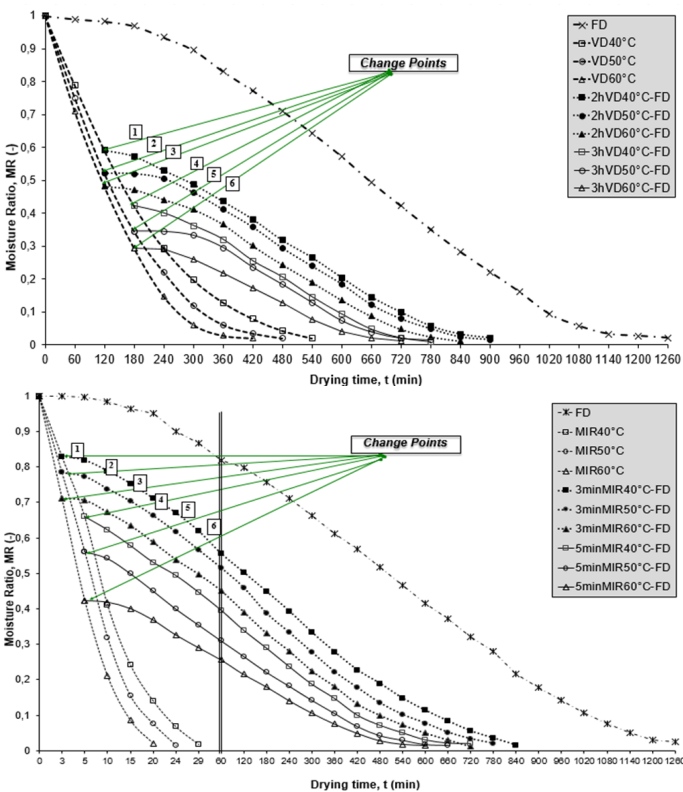 1
0,9
0,8
0,7
0,6
0,5
0,4
0,3
0,2
0,1
0
Moisture Ratio, MR (-)
0 60 120 180 240 300 360 420 480 540 600 660 720 780 840 900 960 1020 1080 1140 1200 1260
Drying time, t (min)
Change Points
1
2
3
4
5
6
FD
VD40°C
VD50°C
VD60°C
2hVD40°C-FD
2hVD50°C-FD
2hVD60°C-FD
3hVD40°C-FD
3hVD50°C-FD
3hVD60°C-FD
1
0,9
0,8
0,7
0,6
0,5
0,4
0,3
0,2
0,1
0
Moisture Ratio, MR (-)
0 3 5 10 15 20 24 29 60 120 180 240 300 360 420 480 540 600 660 720 780 840 900 960 1020 1080 1140 1200 1260
Drying time, t (min)
Change Points
1
2
3
4
5
6
FD
MIR40°C
MIR50°C
MIR60°C
3minMIR40°C-FD
3minMIR50°C-FD
3minMIR60°C-FD
5minMIR40°C-FD
5minMIR50°C-FD
5minMIR60°C-FD